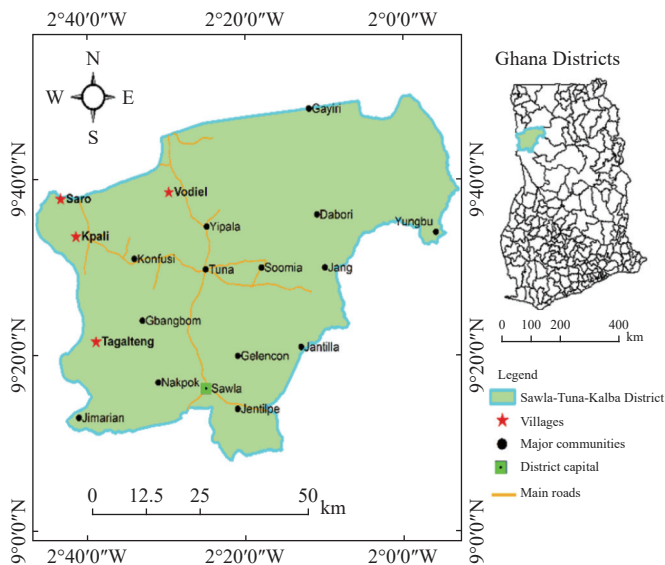 2°40′0″W 2°20′0″W 2°0′0″W
N
W E
S
Ghana Districts
9°40′0″N
9°20′0″N
9°0′0″N
Gayiri
Saro
Vodiel
Dabori
Yungbu
Kpali
Yipala
Konfusi
Tuna
Soomia
Jang
Gbangbom
Tagalteng
Jantilla
Gelencon
Nakpok
Sawla
Jentilpe
Jimarian
0 12.5 25 50
km
2°40′0″W 2°20′0″W 2°0′0″W
9°40′0″N
9°20′0″N
9°0′0″N
0 200 400
km
Legend
Sawla-Tuna-Kalba District
Villages
Major communities
District capital
Main roads